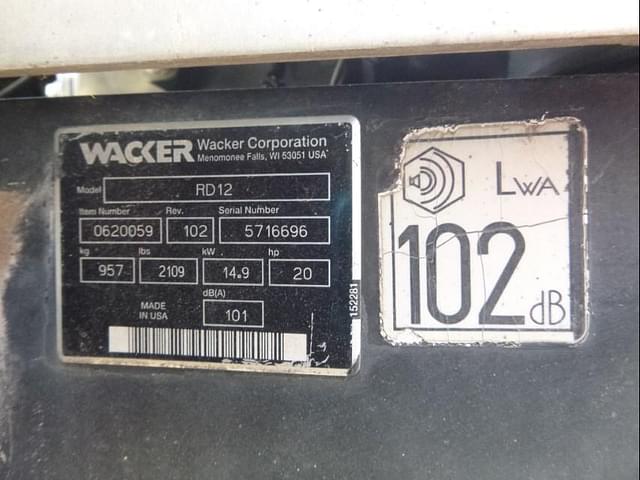 WACKER Wacker Corporation
Menomonee Falls, WI 53051 USA
Model RD12
Item Number Rev. Serial Number
0620059 102 5716696
kg lbs kW hp
957 2109 14.9 20
dB(A)
MADE IN USA 101
152281
LWA
102 dB